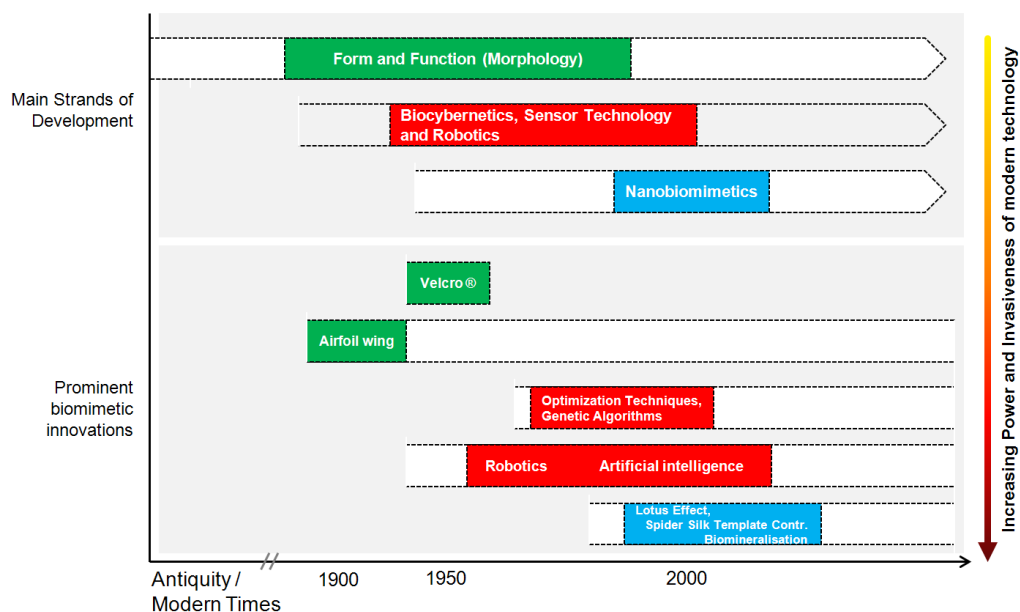 Main Strands of
Development
Form and Function (Morphology)
Biocybernetics, Sensor Technology
and Robotics
Nanobiomimetics
Prominent
biomimetic
innovations
Velcro ®
Airfoil wing
Optimization Techniques,
Genetic Algorithms
Robotics Artificial intelligence
Lotus Effect,
Spider Silk Template Contr.
Biomineralisation
Antiquity /
Modern Times
1900
1950
2000
Increasing Power and Invasiveness of modern technology